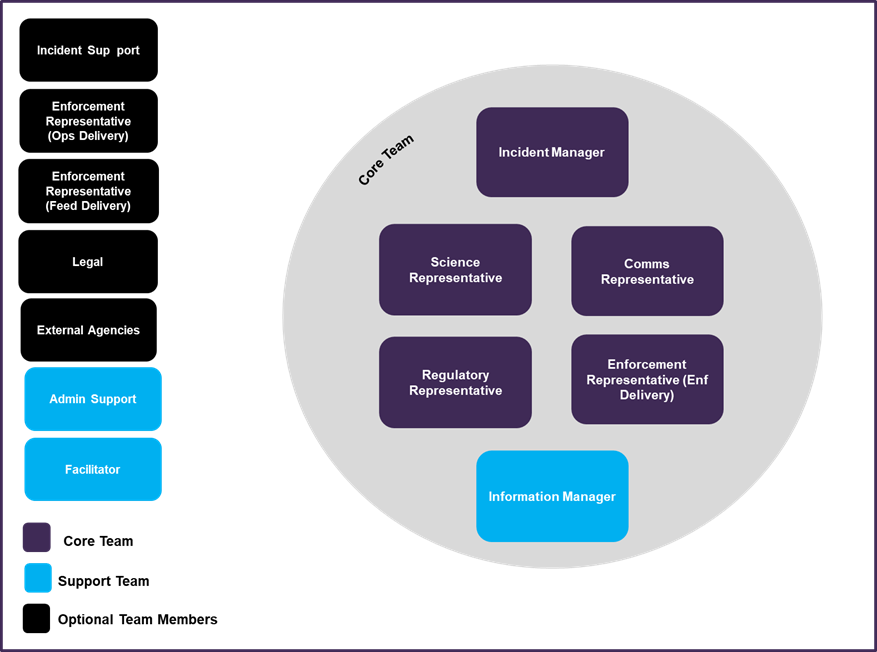 Incident Sup port
Enforcement
Representative
(Ops Delivery)
Enforcement
Representative
(Feed Delivery)
Legal
External Agencies
Admin Support
Facilitator
Core Team
Support Team
Optional Team Members
Core Team
Incident Manager
Science
Representative
Comms
Representative
Regulatory
Representative
Enforcement
Representative (Enf
Delivery)
Information Manager